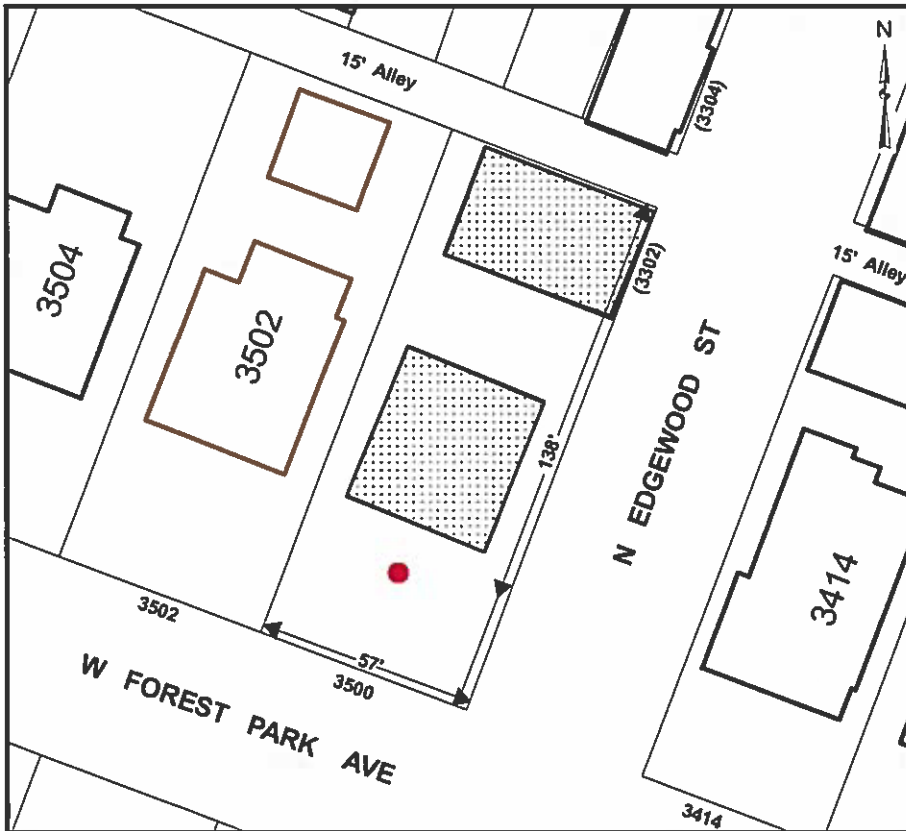 15' Alley
N
(3304)
3504
3502
(3302)
15' Alley
N EDGEWOOD ST
138'
3414
3502
57'
3500
W FOREST PARK AVE
3414